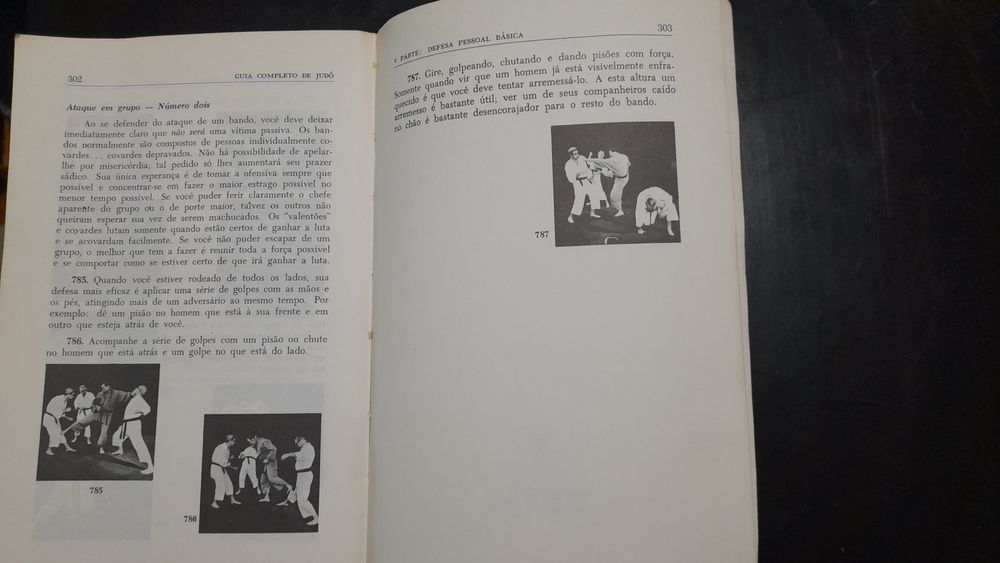 302 GUIA COMPLETO DE JUDÔ
Ataque em grupo — Número dois
Ao se defender do ataque de um bando, você deve deixar
imediatamente claro que não será uma vítima passiva. Os ban-
dos normalmente são compostos de pessoas individualmente co-
vardes... covardes depravados. Não há possibilidade de apelar-
lhe por misericórdia; tal pedido só lhes aumentará seu prazer
sádico. Sua única esperança é de tomar a ofensiva sempre que
possível e concentrar-se em fazer o maior estrago possível no
menor tempo possível. Se você puder ferir claramente o chefe
aparente do grupo ou o de porte maior, talvez os outros não
queiram esperar sua vez de serem machucados. Os "valentões"
e covardes lutam somente quando estão certos de ganhar a luta
e se acovardam facilmente. Se você não puder escapar de um
grupo, o melhor que tem a fazer é reunir toda a força possível
e se comportar como se estiver certo de que irá ganhar a luta.
785. Quando você estiver rodeado de todos os lados, sua
defesa mais eficaz é aplicar uma série de golpes com as mãos e
os pés, atingindo mais de um adversário ao mesmo tempo. Por
exemplo: dê um pisão no homem que está à sua frente e em
outro que esteja atrás de você.
786. Acompanhe a série de golpes com um pisão ou chute
no homem que está atrás e um golpe no que está do lado.
785
786
V PARTE: DEFESA PESSOAL BÁSICA 303
787. Gire, golpeando, chutando e dando pisões com força.
Somente quando vir que um homem já está visivelmente enfra-
quecido é que você deve tentar arremessá-lo. A esta altura um
arremesso é bastante útil; ver um de seus companheiros caído
no chão é bastante desencorajador para o resto do bando.
787